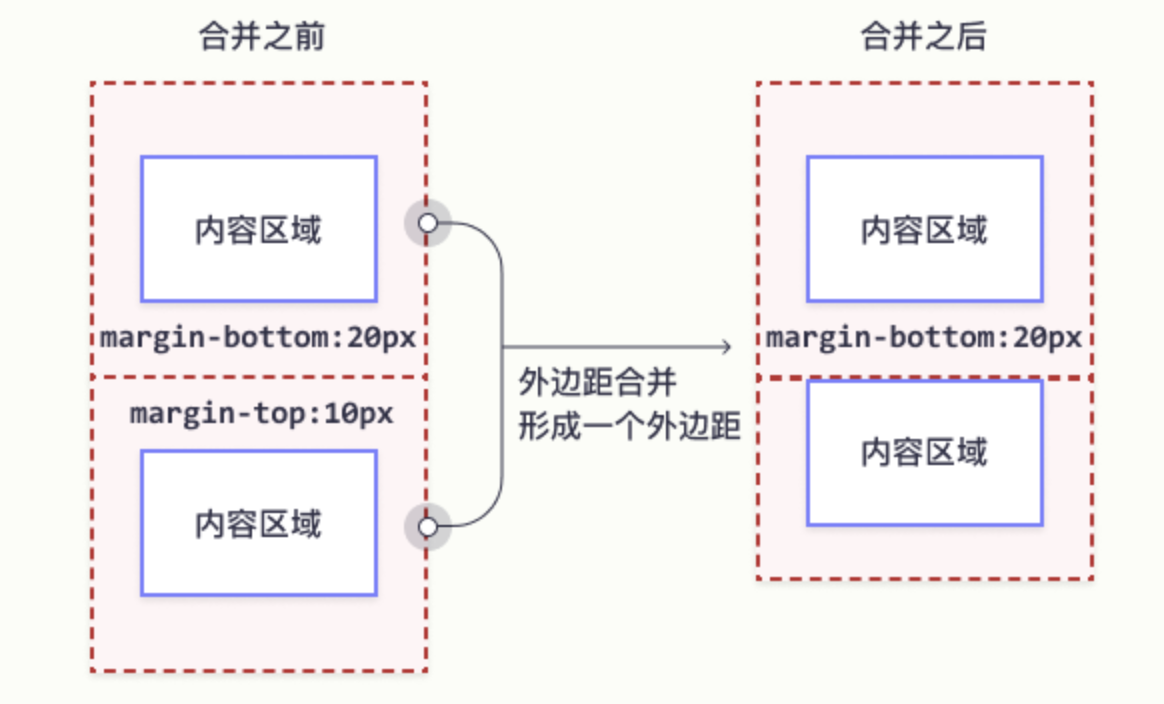 合并之前
合并之后
内容区域
margin-bottom:20px
margin-top:10px
内容区域
外边距合并
形成一个外边距
内容区域
margin-bottom:20px
内容区域